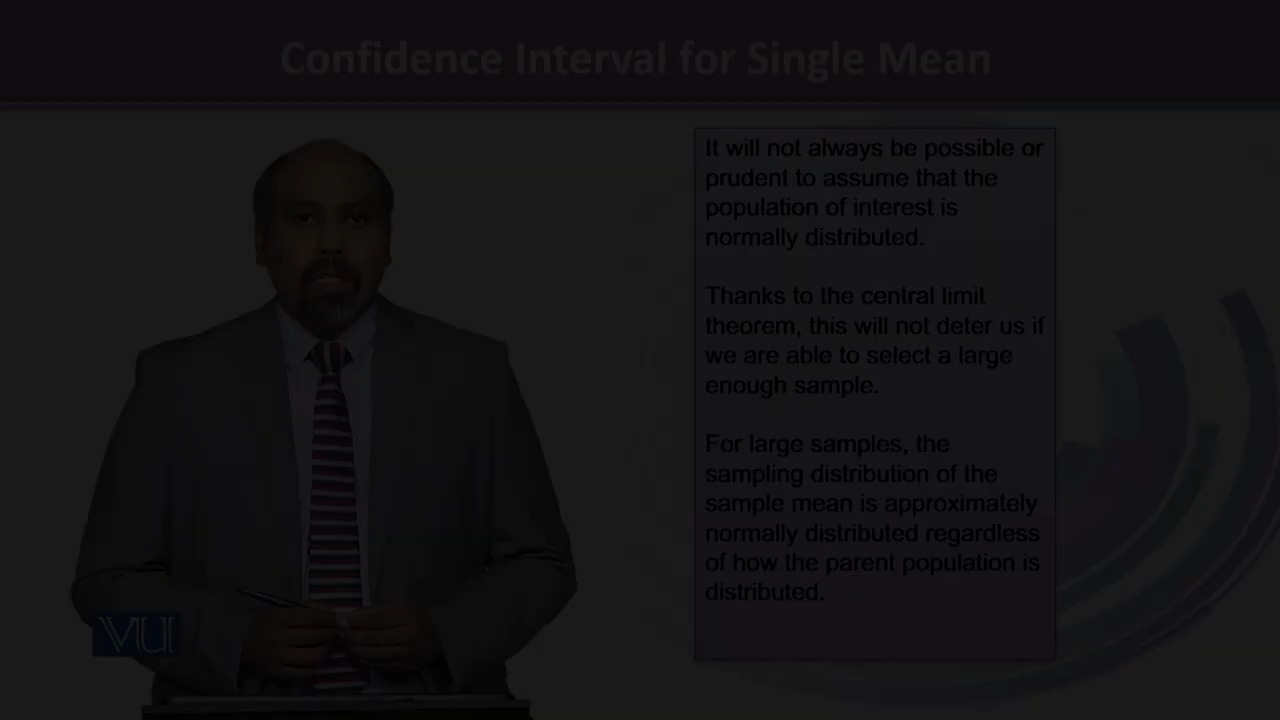 Confidence Interval for Single Mean
It will not always be possible or
prudent to assume that the
population of interest is
normally distributed.
Thanks to the central limit
theorem, this will not deter us if
we are able to select a large
enough sample.
For large samples, the
sampling distribution of the
sample mean is approximately
normally distributed regardless
of how the parent population is
distributed.
VU